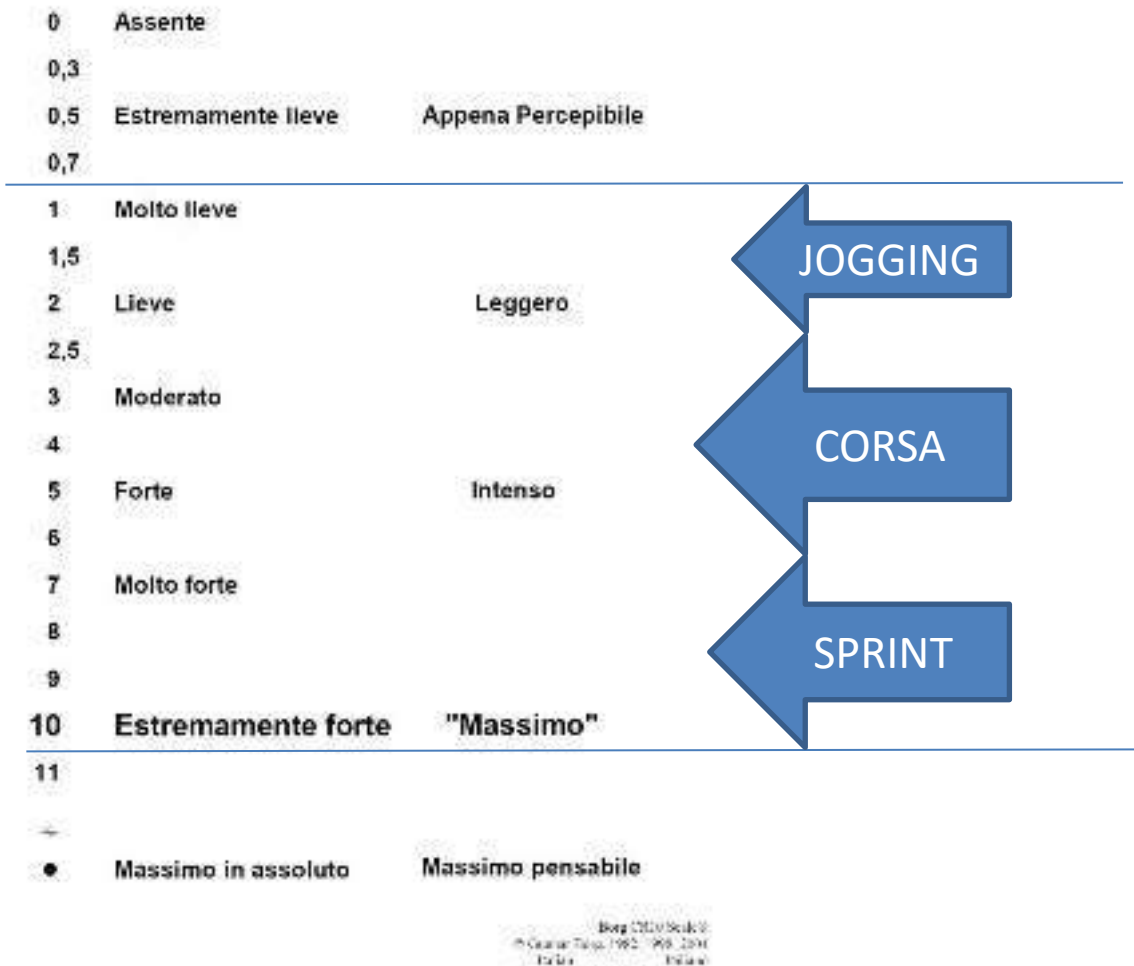 0 Assente
0,3
0,5 Estremamente lieve Appena Percepibile
0,7
1 Molto lieve
1,5
JOGGING
2 Lieve Leggero
2,5
3 Moderato
4
CORSA
5 Forte Intenso
6
7 Molto forte
8
SPRINT
9
10 Estremamente forte "Massimo"
11
● Massimo in assoluto Massimo pensabile
Borg